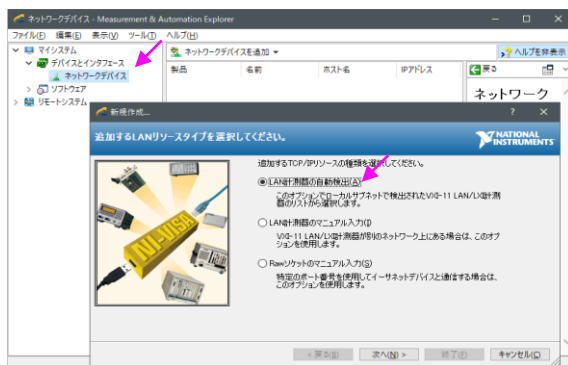 ネットワークデバイス - Measurement & Automation Explorer
ファイル(F) 編集(E) 表示(V) ツール(T) ヘルプ(H)
マイシステム
デバイスとインタフェース
ネットワークデバイス
ソフトウェア
リモートシステム
ネットワークデバイスを追加
ヘルプを非表示
製品 名前 ホスト名 IPアドレス
戻る
ネットワーク
新規作成...
追加するLANリソースタイプを選択してください。
NATIONAL
INSTRUMENTS
NI-VISA
追加するTCP/IPリソースの種類を選択してください。
LAN計測器の自動検出(A)
このオプションでローカルサブネットで検出されたVXI-11 LAN/LXI計測
器のリストから選択します。
LAN計測器のマニュアル入力(I)
VXI-11 LAN/LXI計測器が別のネットワーク上にある場合は、このオプ
ションを使用します。
Rawソケットのマニュアル入力(S)
特定のポート番号を使用してイーサネットデバイスと通信する場合は、
このオプションを使用します。
< 戻る(B) 次へ(N) > 終了(F) キャンセル(C)